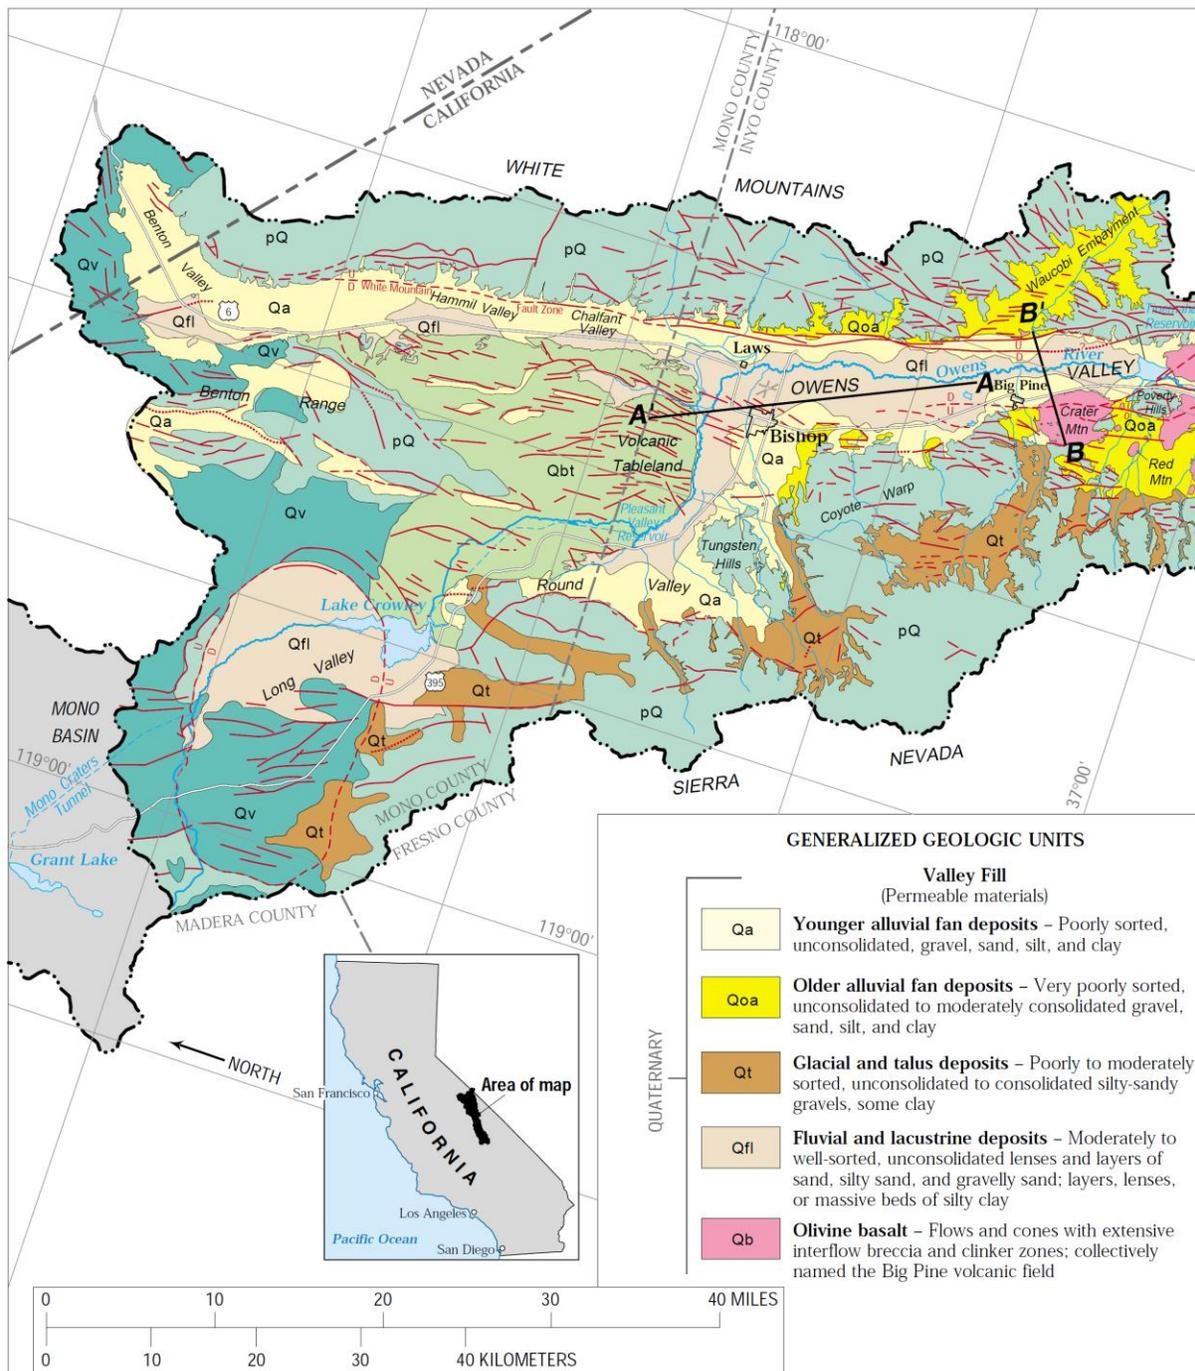 118°00'
NEVADA
CALIFORNIA
MONO COUNTY
INYO COUNTY
WHITE
MOUNTAINS
Benton
Valley
pQ
pQ
pQ
Waucobi Embayment
Qv
U
D
White Mountain
Fault Zone
Hammil Valley
Chalfant
Valley
6
Qa
Qfl
Qfl
Qoa
B'
Reservoir
Laws
Qv
Qfl
Owens
River
VALLEY
OWENS
A
Big Pine
U
D
D
U
Benton
Range
Qa
pQ
A
Volcanic
Tableland
Bishop
Qa
Crater
Mtn
Poverty
Hills
Qoa
B
Red
Mtn
Qbt
Coyote Warp
Qv
Pleasant
Valley
Reservoir
Tungsten
Hills
Qt
Round
Valley
Qa
Lake Crowley
Qfl
Long Valley
U
D
D
U
395
Qt
Qt
pQ
pQ
MONO
BASIN
Qt
NEVADA
SIERRA
119°00'
37°00'
Mono Craters
Tunnel
MONO COUNTY
FRESNO COUNTY
Qv
Qt
Grant Lake
MADERA COUNTY
119°00'
NORTH
CALIFORNIA
San Francisco
Area of map
Los Angeles
Pacific Ocean
San Diego
GENERALIZED GEOLOGIC UNITS
Valley Fill
(Permeable materials)
QUATERNARY
Qa
Younger alluvial fan deposits – Poorly sorted,
unconsolidated, gravel, sand, silt, and clay
Qoa
Older alluvial fan deposits – Very poorly sorted,
unconsolidated to moderately consolidated gravel,
sand, silt, and clay
Qt
Glacial and talus deposits – Poorly to moderately
sorted, unconsolidated to consolidated silty-sandy
gravels, some clay
Qfl
Fluvial and lacustrine deposits – Moderately to
well-sorted, unconsolidated lenses and layers of
sand, silty sand, and gravelly sand; layers, lenses,
or massive beds of silty clay
Qb
Olivine basalt – Flows and cones with extensive
interflow breccia and clinker zones; collectively
named the Big Pine volcanic field
0 10 20 30 40 MILES
0 10 20 30 40 KILOMETERS